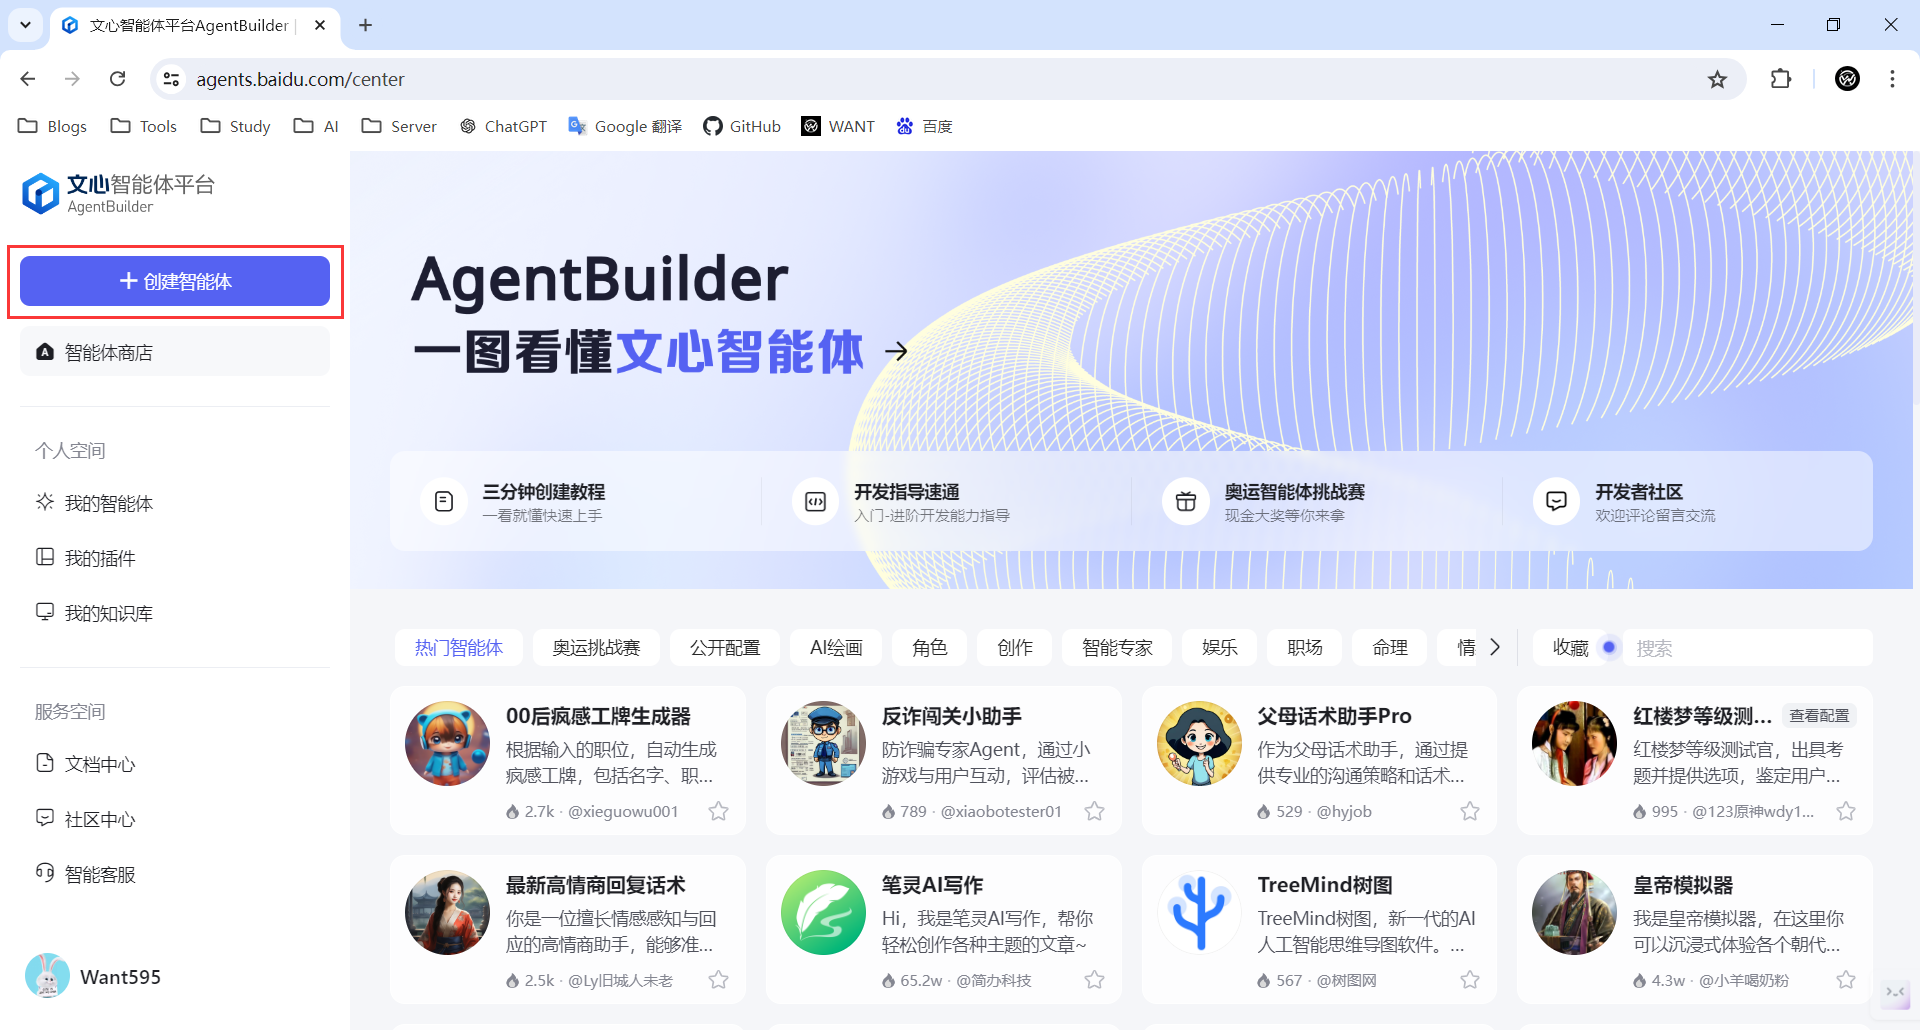 文心智能体平台AgentBuilder
agents.baidu.com/center
Blogs
Tools
Study
AI
Server
ChatGPT
Google 翻译
GitHub
WANT
百度
文心智能体平台
AgentBuilder
创建智能体
智能体商店
个人空间
我的智能体
我的插件
我的知识库
服务空间
文档中心
社区中心
智能客服
Want595
AgentBuilder
一图看懂文心智能体
三分钟创建教程
一看就懂快速上手
开发指导速通
入门-进阶开发能力指导
奥运智能体挑战赛
现金大奖等你来拿
开发者社区
欢迎评论留言交流
热门智能体
奥运挑战赛
公开配置
AI绘画
角色
创作
智能专家
娱乐
职场
命理
情
收藏
搜索
00后疯感工牌生成器
根据输入的职位，自动生成
疯感工牌，包括名字、职...
2.7k · @xieguowu001
反诈闯关小助手
防诈骗专家Agent，通过小
游戏与用户互动，评估被...
789 · @xiaobotester01
父母话术助手Pro
作为父母话术助手，通过提
供专业的沟通策略和话术...
529 · @hyjob
红楼梦等级测...
查看配置
红楼梦等级测试官，出具考
题并提供选项，鉴定用户...
995 · @123原神wdy1...
最新高情商回复话术
你是一位擅长情感感知与回
应的高情商助手，能够准...
2.5k · @Ly旧城人未老
笔灵AI写作
Hi，我是笔灵AI写作，帮你
轻松创作各种主题的文章~
65.2w · @简办科技
TreeMind树图
TreeMind树图，新一代的AI
人工智能思维导图软件。...
567 · @树图网
皇帝模拟器
我是皇帝模拟器，在这里你
可以沉浸式体验各个朝代...
4.3w · @小羊喝奶粉